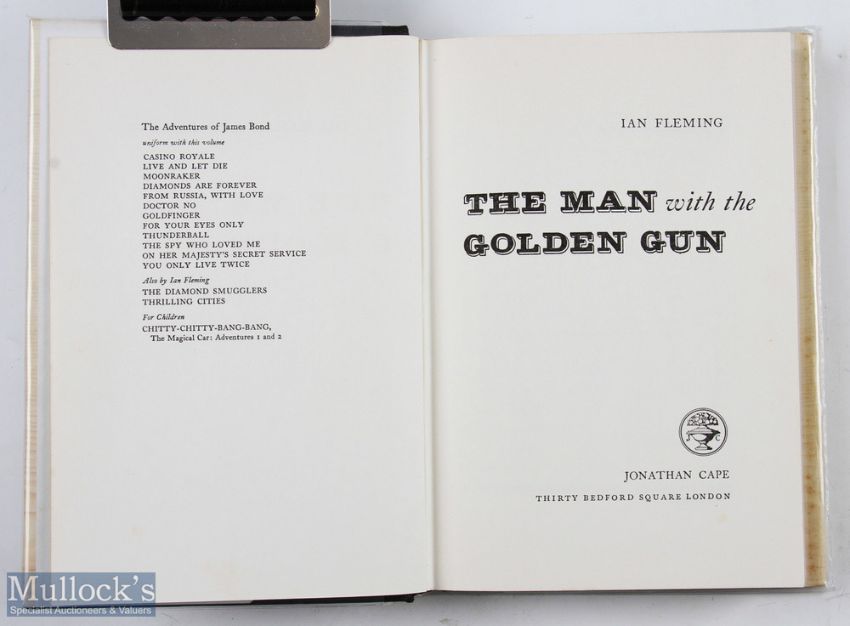 The Adventures of James Bond
uniform with this volume
CASINO ROYALE
LIVE AND LET DIE
MOONRAKER
DIAMONDS ARE FOREVER
FROM RUSSIA, WITH LOVE
DOCTOR NO
GOLDFINGER
FOR YOUR EYES ONLY
THUNDERBALL
THE SPY WHO LOVED ME
ON HER MAJESTY'S SECRET SERVICE
YOU ONLY LIVE TWICE
Also by Ian Fleming
THE DIAMOND SMUGGLERS
THRILLING CITIES
For Children
CHITTY-CHITTY-BANG-BANG,
The Magical Car: Adventures 1 and 2
IAN FLEMING
THE MAN with the
GOLDEN GUN
J C
JONATHAN CAPE
THIRTY BEDFORD SQUARE LONDON
Mullock's
Specialist Auctioneers & Valuers